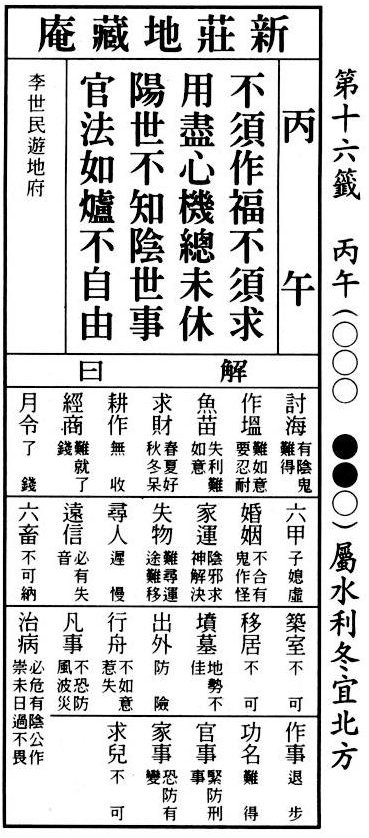 第十六籤 丙午(○○○ ●●○)屬水利冬宜北方
新莊地藏庵
丙午
不須作福不須求
用盡心機總未休
陽世不知陰世事
官法如爐不自由
李世民遊地府
解曰
討海 有陰鬼難得
作塭 難如意要忍耐
魚苗 失利難如意
求財 春夏好秋冬呆
耕作 無收
經商 難就了錢
月令 了錢
六甲 子媳虛
婚姻 不合有鬼作怪
家運 陰邪求神解決
失物 難尋運途難移
尋人 遲慢
遠信 必有失音
六畜 不可納
築室 不可
移居 不可
墳墓 地勢不佳
出外 防險
行舟 不如意惹失
凡事 不恐防風波災
治病 必危有陰公作祟未日過不畏
作事 退步
功名 難得
官事 緊防刑事
家事 恐防有變
求兒 不可